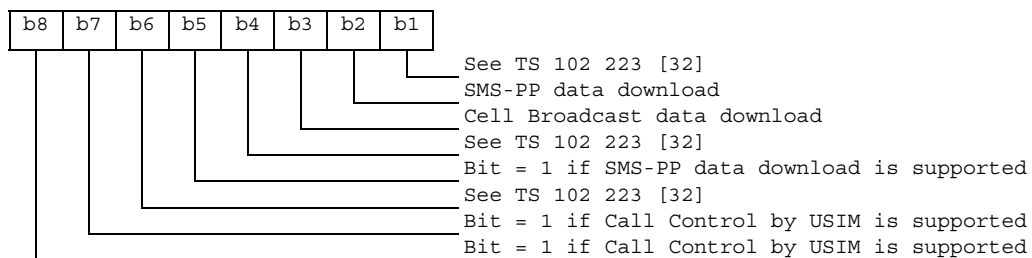 b8 b7 b6 b5 b4 b3 b2 b1
See TS 102 223 [32]
SMS-PP data download
Cell Broadcast data download
See TS 102 223 [32]
Bit = 1 if SMS-PP data download is supported
See TS 102 223 [32]
Bit = 1 if Call Control by USIM is supported
Bit = 1 if Call Control by USIM is supported